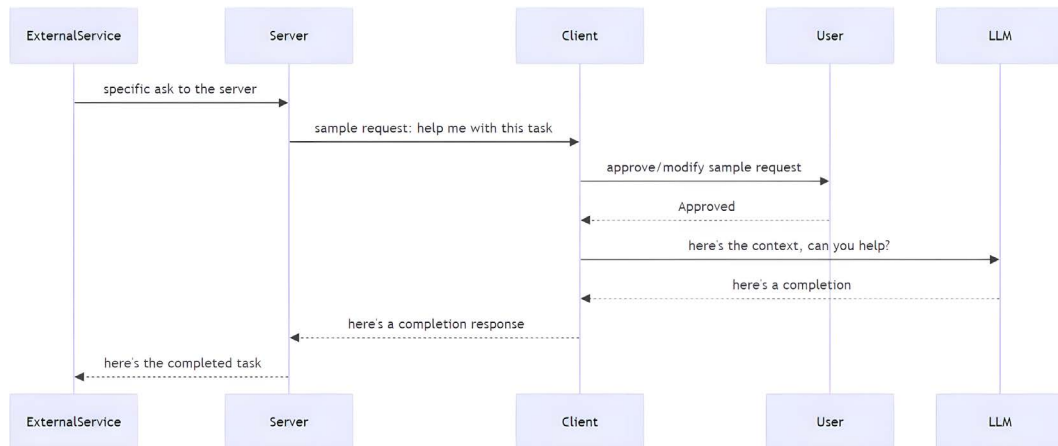 ExternalService
Server
Client
User
LLM
specific ask to the server
sample request: help me with this task
approve/modify sample request
Approved
here's the context, can you help?
here's a completion
here's a completion response
here's the completed task
ExternalService
Server
Client
User
LLM